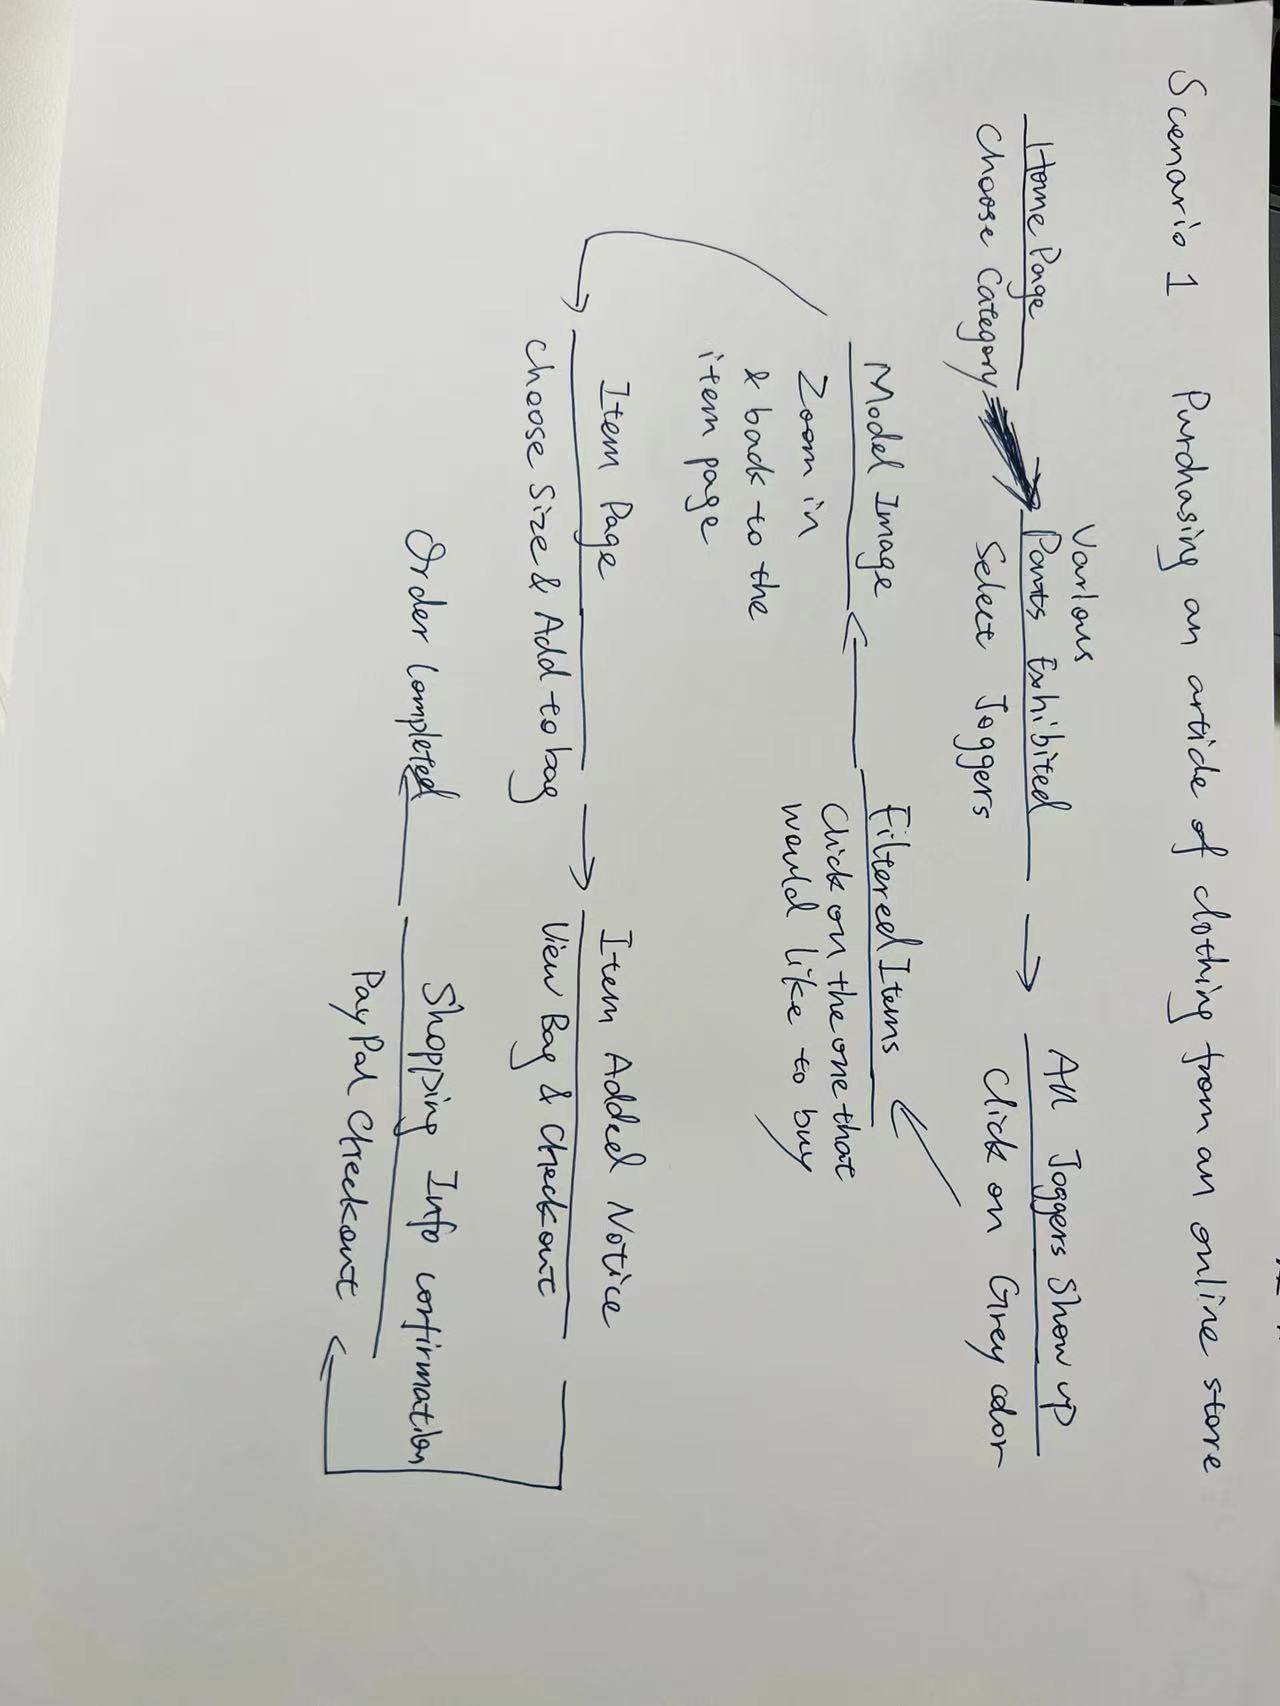 Scenario 1 Purchasing an article of clothing from an online store
Home Page
Choose Category
Various
Pants Exhibited
Select Joggers
All Joggers Show up
Click on Grey color
Filtered Items
Click on the one that
would like to buy
Model Image
Zoom in
& back to the
item page
Item Page
Choose Size & Add to bag
Item Added Notice
View Bag & Checkout
Shopping Info confirmation
PayPal Checkout
Order Completed